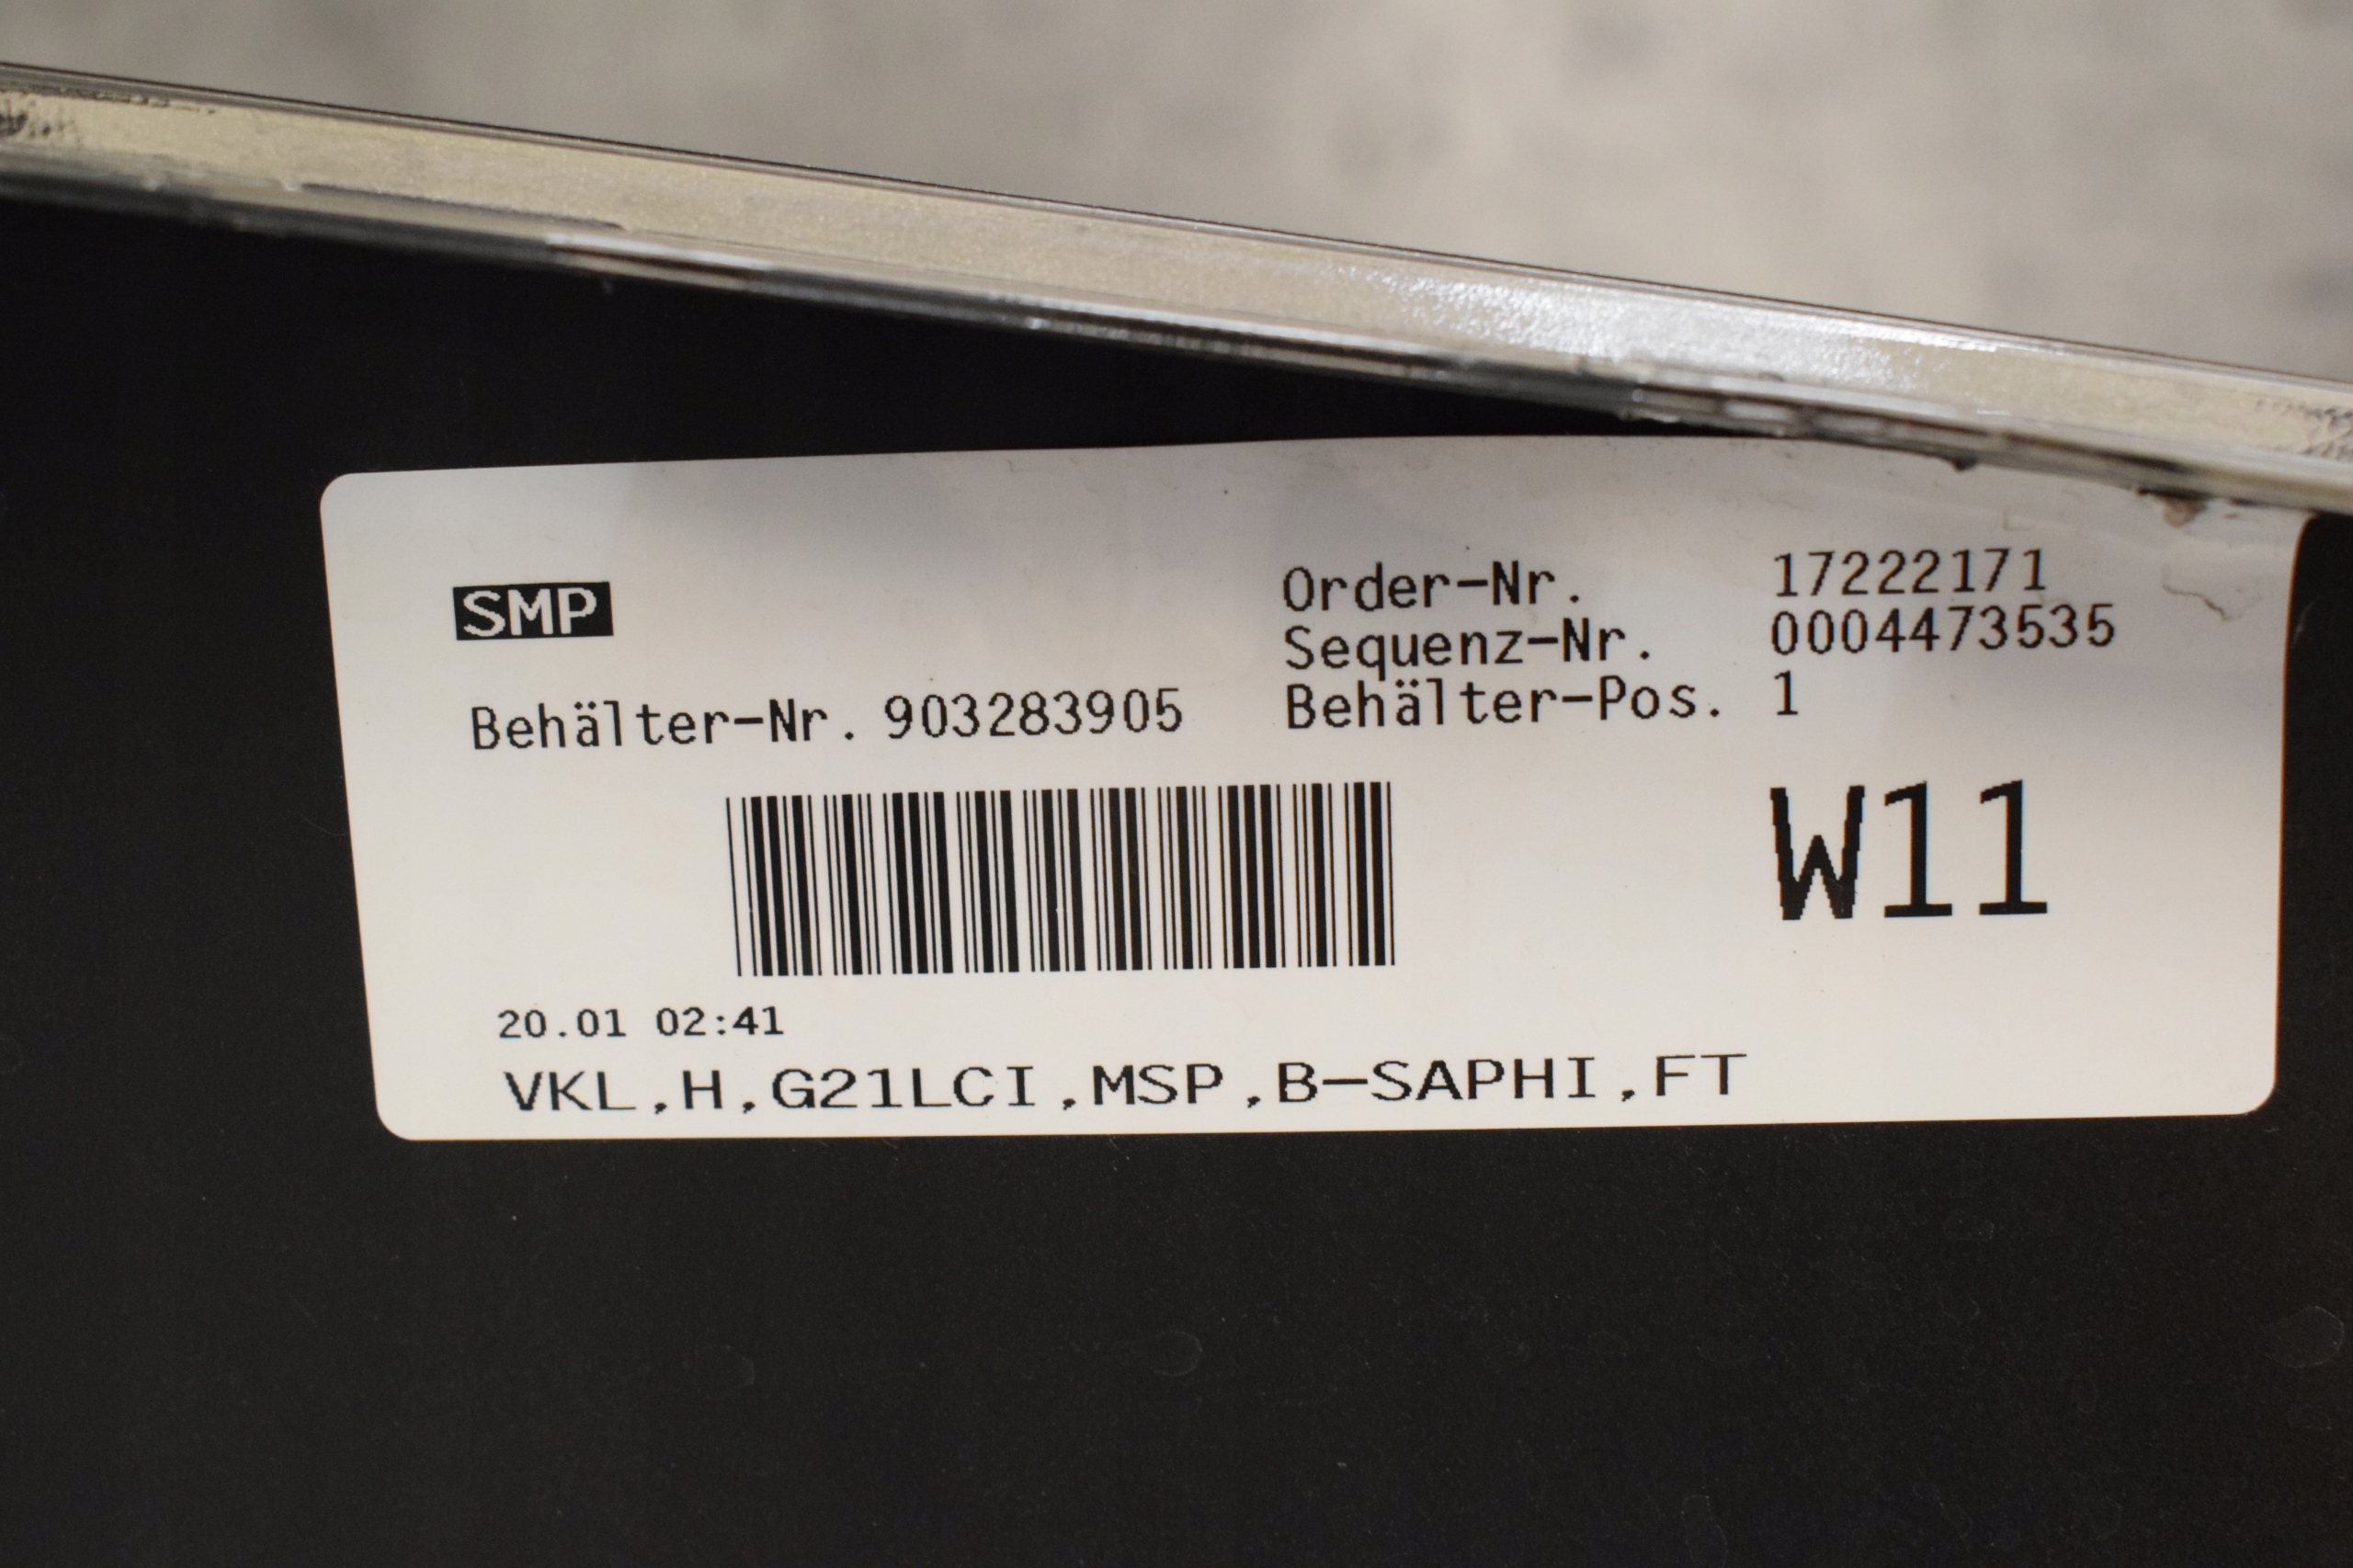 SMP
Order-Nr. 17222171
Sequenz-Nr. 0004473535
Behälter-Nr. 903283905
Behälter-Pos. 1
W11
20.01 02:41
VKL,H,G21LCI,MSP,B-SAPHI,FT